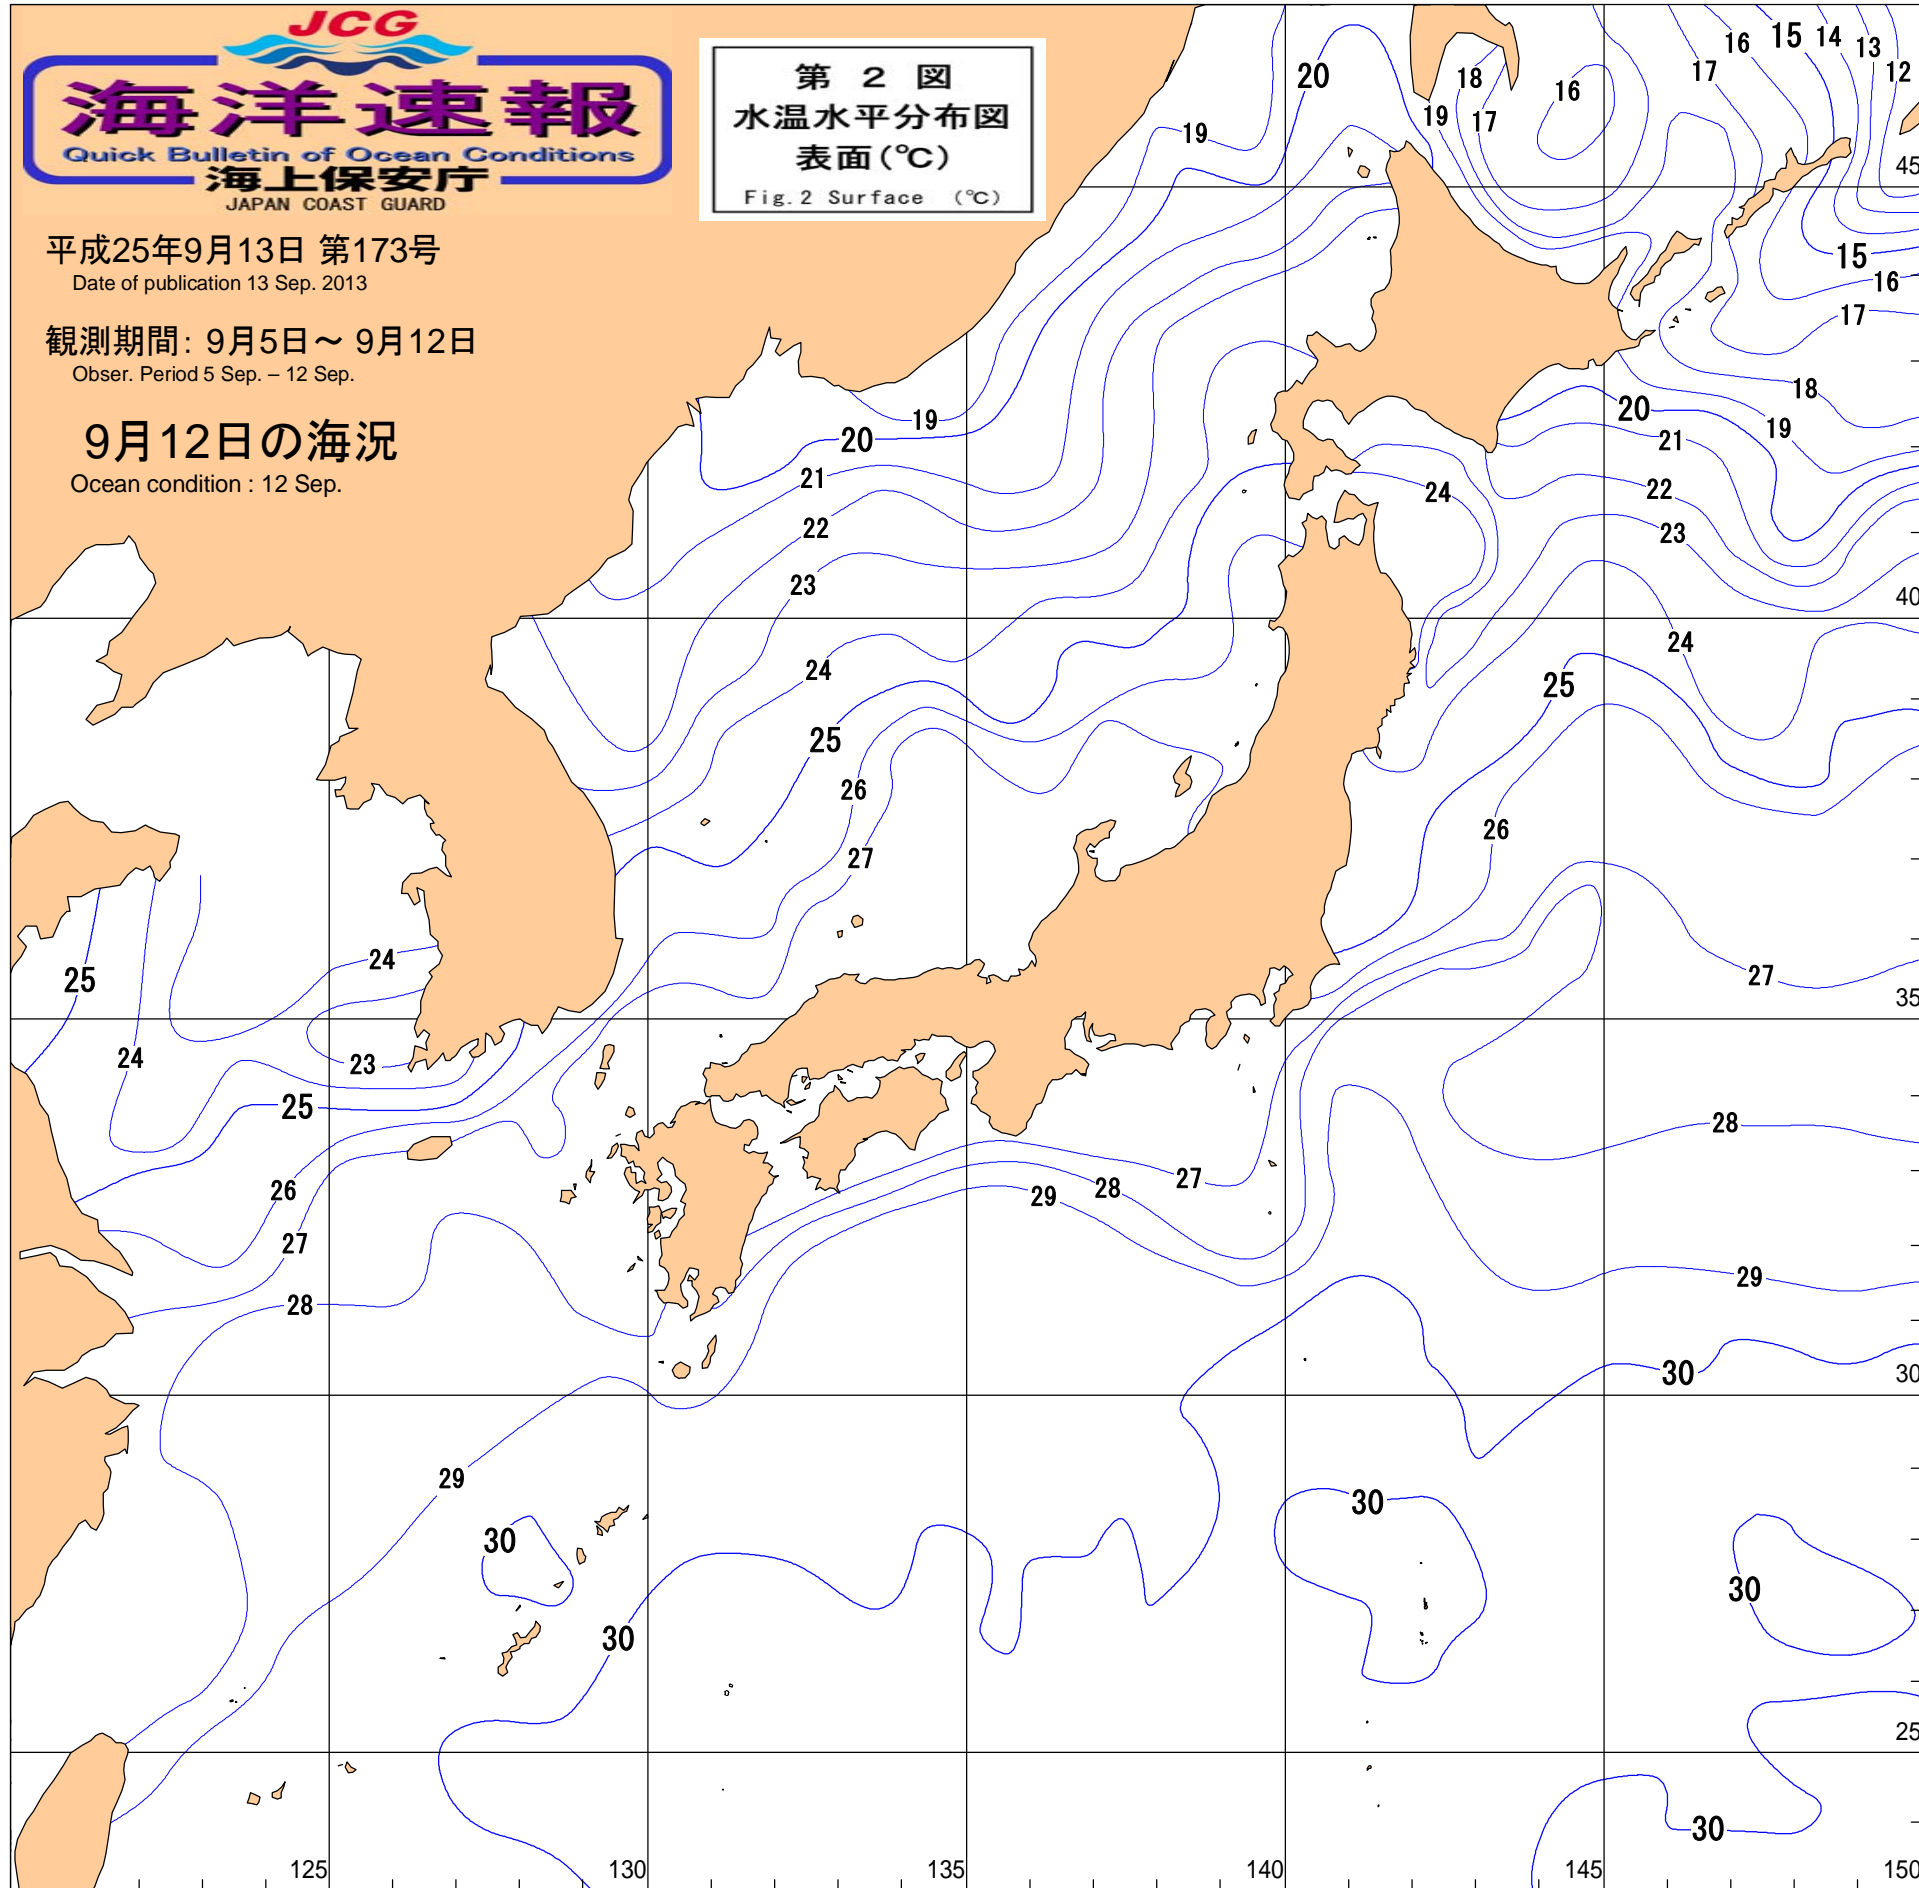 JCG
海洋速報
Quick Bulletin of Ocean Conditions
海上保安庁
JAPAN COAST GUARD
第 2 図
水温水平分布図
表面(℃)
Fig.2 Surface (℃)
平成25年9月13日 第173号
Date of publication 13 Sep. 2013
観測期間: 9月5日～ 9月12日
Obser. Period 5 Sep. – 12 Sep.
9月12日の海況
Ocean condition : 12 Sep.
16 15 14 13 12
20 18 17
19 19 17 16
45
15
16
17
18
19 20 20 19
20 21
21 24 22
22 23
23
40
24 24
25 25
26 26
27
24
25 27
35
24 23
25
28
26 27 28 29
27
28 29
30
30
29
30
30
30
30
25
30
125 130 135 140 145 150